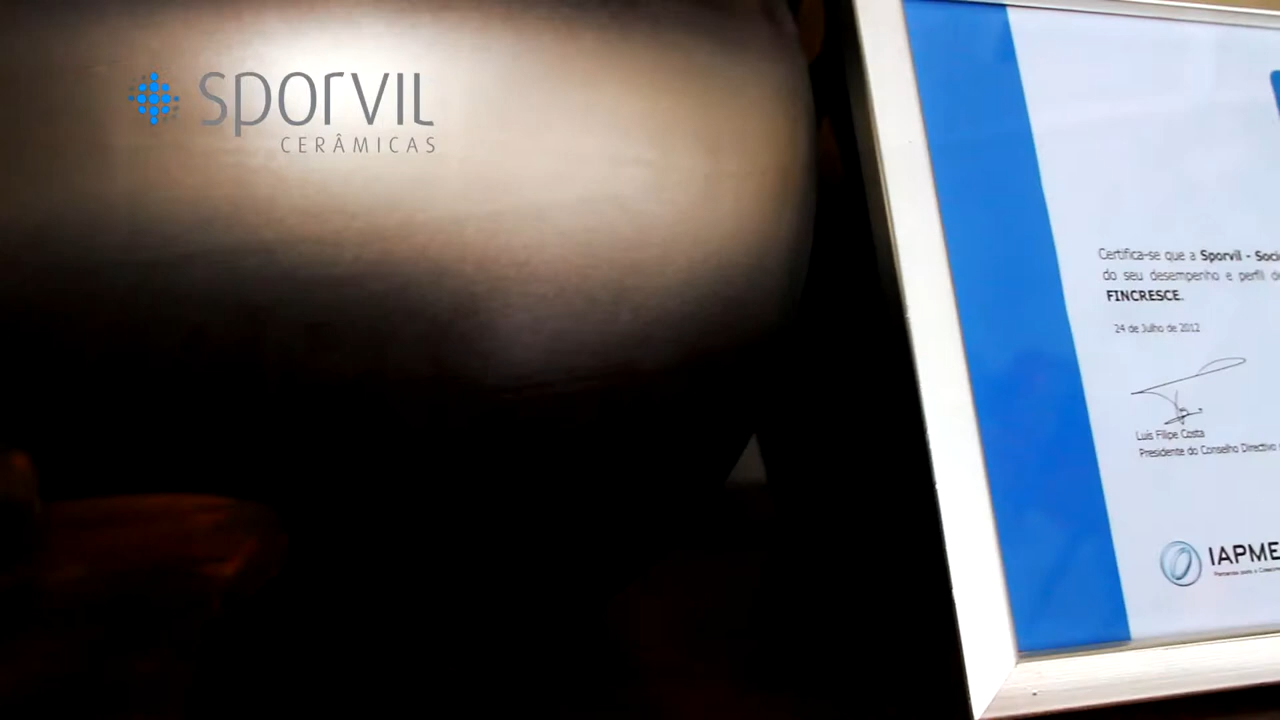 sporvil
CERÂMICAS
Certifica-se que a Sporvil - Soci
do seu desempenho e perfil d
FINCRESCE.
24 de Julho de 2012
Luís Filipe Costa
Presidente do Conselho Directivo
IAPME